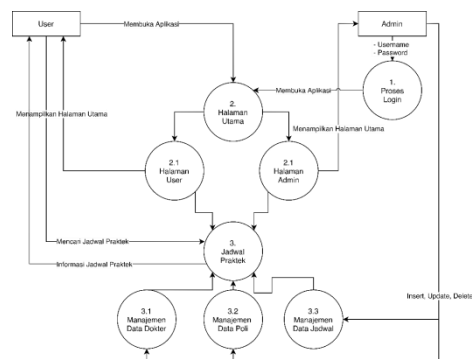 User
Membuka Aplikasi
Admin
- Username
- Password
1.
Proses
Login
Membuka Aplikasi
2.
Halaman
Utama
Menampilkan Halaman Utama
Menampilkan Halaman Utama
2.1
Halaman
User
2.1
Halaman
Admin
3.
Jadwal
Praktek
Mencari Jadwal Praktek
Informasi Jadwal Praktek
Insert, Update, Delete
3.1
Manajemen
Data Dokter
3.2
Manajemen
Data Poli
3.3
Manajemen
Data Jadwal